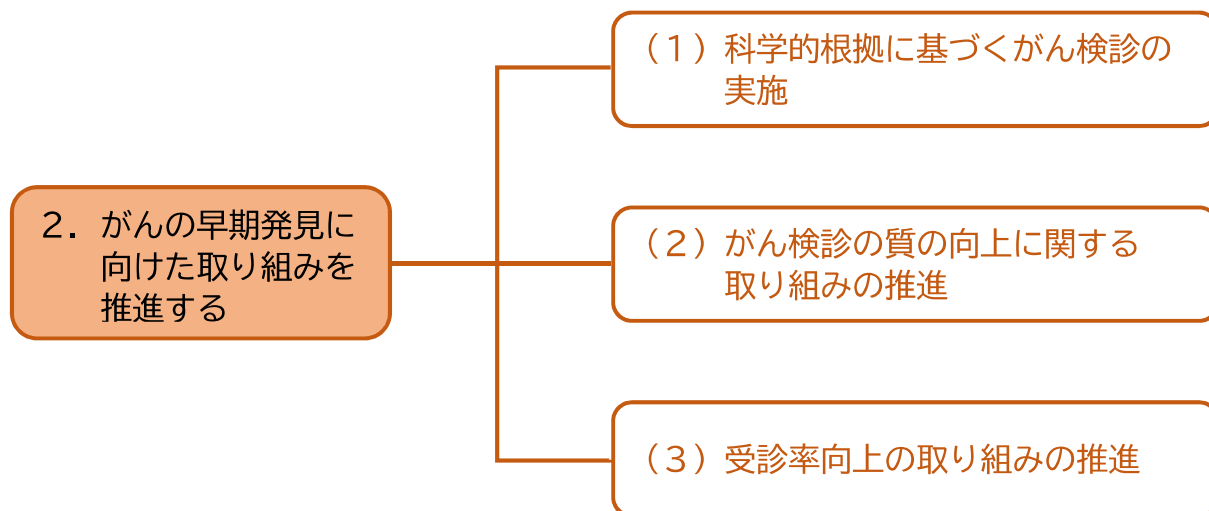 （１）科学的根拠に基づくがん検診の
実施
２．がんの早期発見に
向けた取り組みを
推進する
（２）がん検診の質の向上に関する
取り組みの推進
（３）受診率向上の取り組みの推進